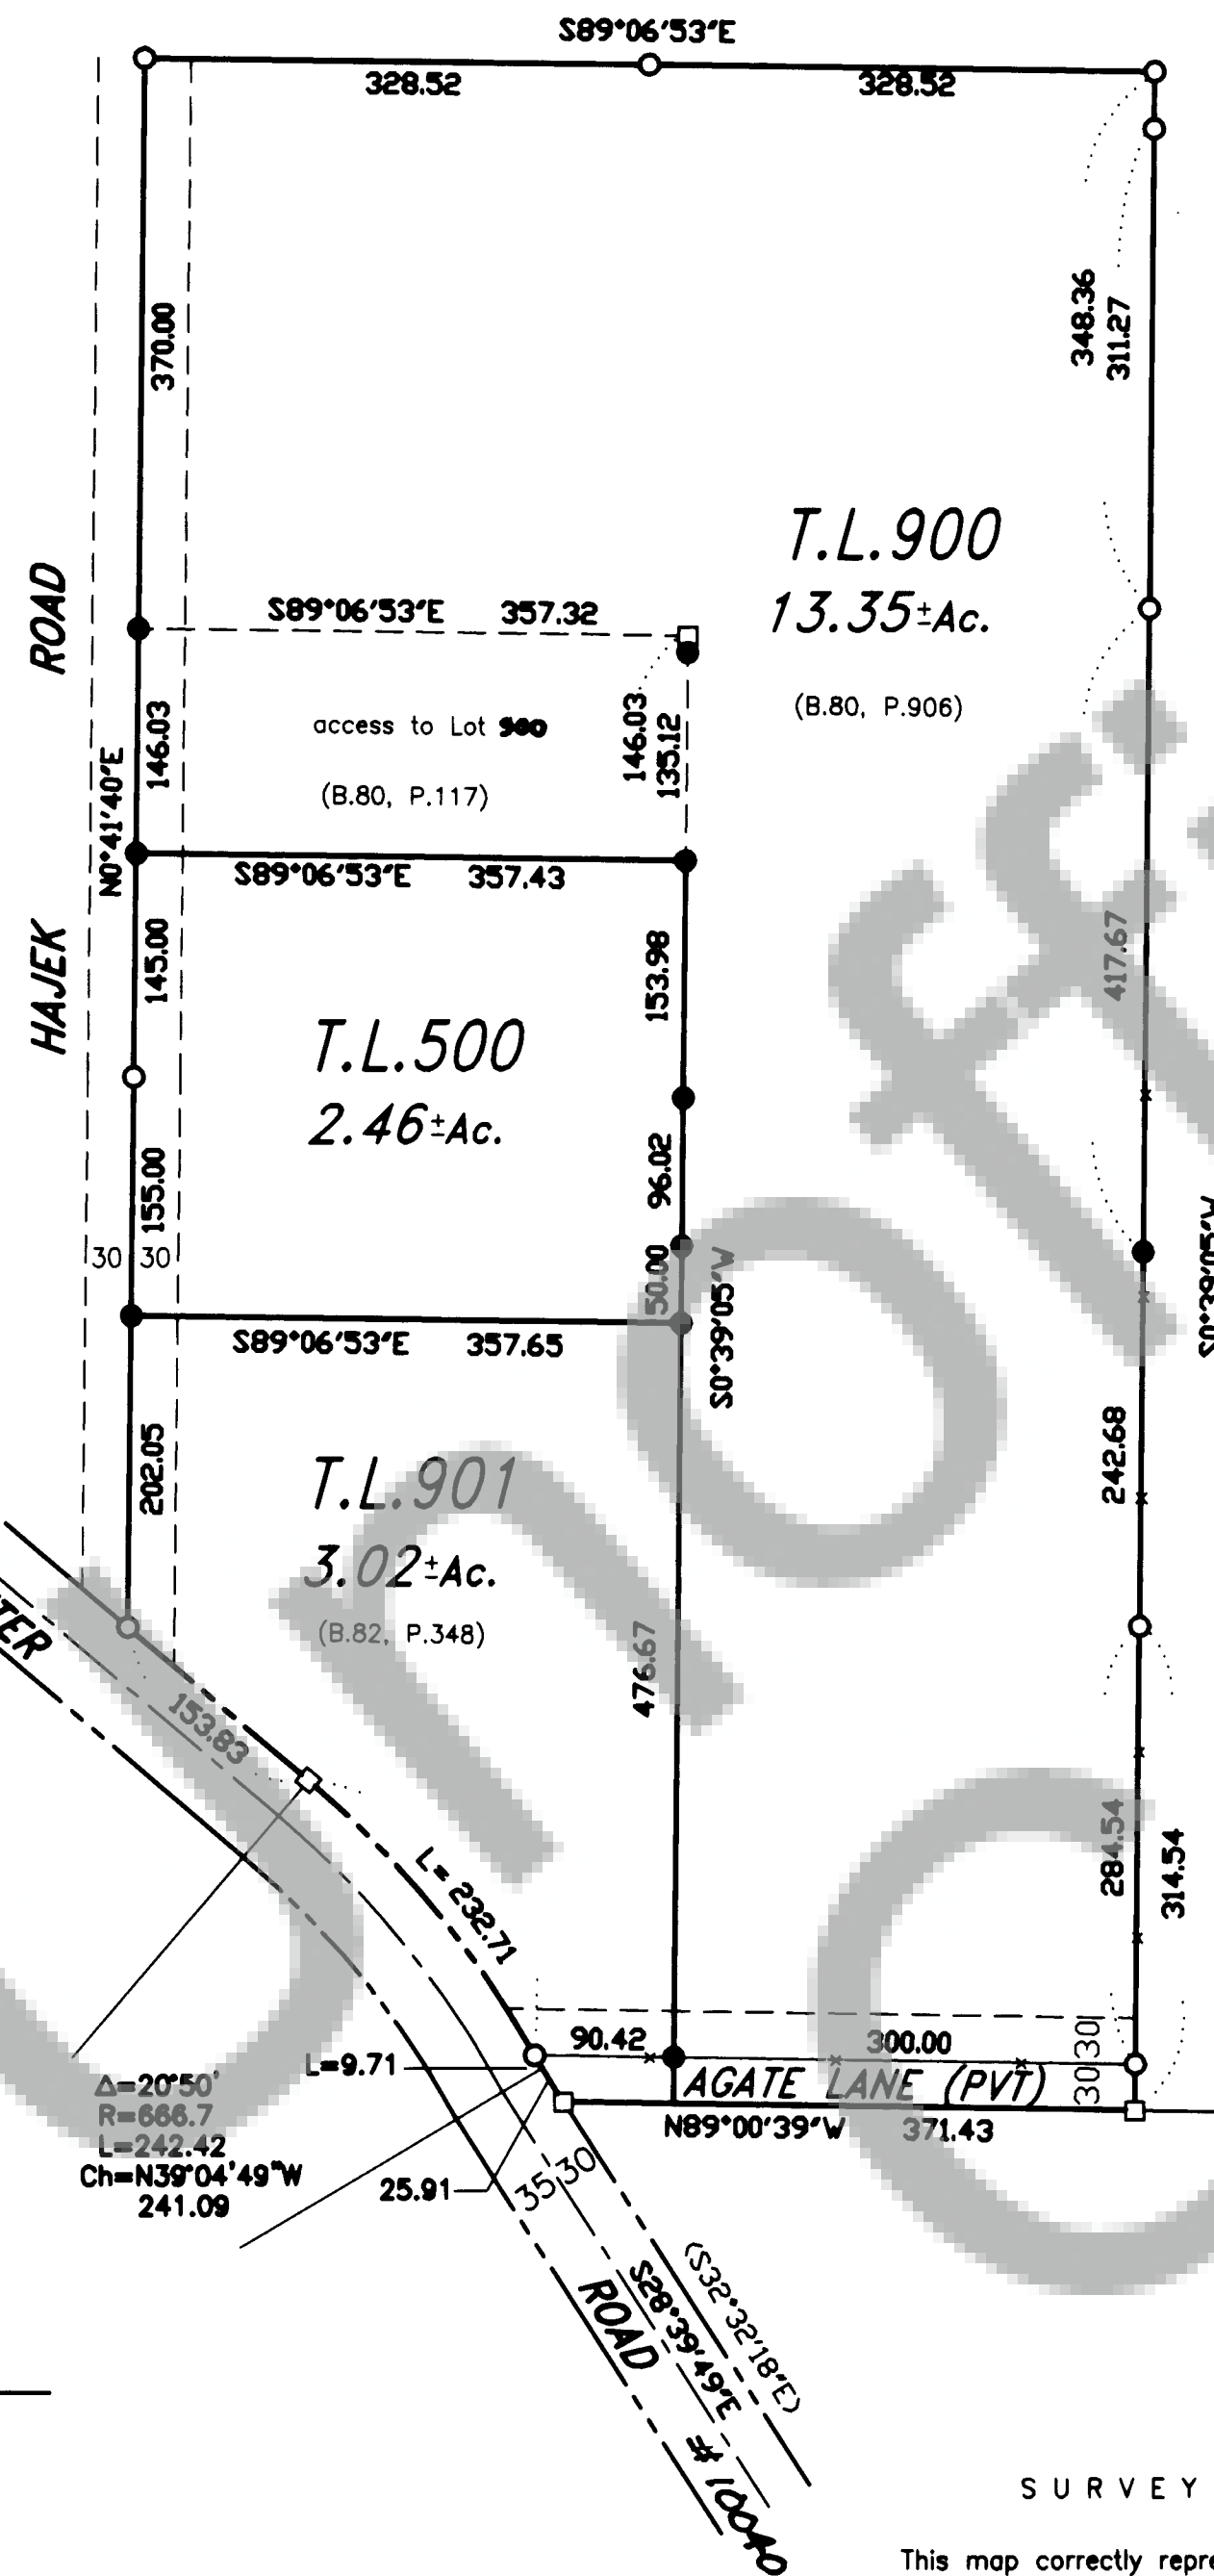 S89°06'53"E
328.52
328.52
370.00
348.36
311.27
ROAD
T.L.900
13.35±Ac.
(B.80, P.906)
S89°06'53"E 357.32
146.03
N0°41'40"E
access to Lot 900
(B.80, P.117)
146.03
135.12
S89°06'53"E 357.43
HAJEK
145.00
153.98
417.67
T.L.500
2.46±Ac.
155.00
96.02
30 30
50.00
S0°39'05"W
S0°39'05"W
S89°06'53"E 357.65
202.05
242.68
T.L.901
3.02±Ac.
(B.82, P.348)
476.67
TER
153.83
L=232.71
284.54
314.54
90.42
300.00
30 30
L=9.71
AGATE LANE (PVT)
N89°00'39"W 371.43
Δ=20°50'
R=666.7
L=242.42
Ch=N39°04'49"W
241.09
25.91
35 30
(S32°32'18"E)
S28°39'49"E
ROAD
# 10040
SURVEY
This map correctly repre
Unoffi
C